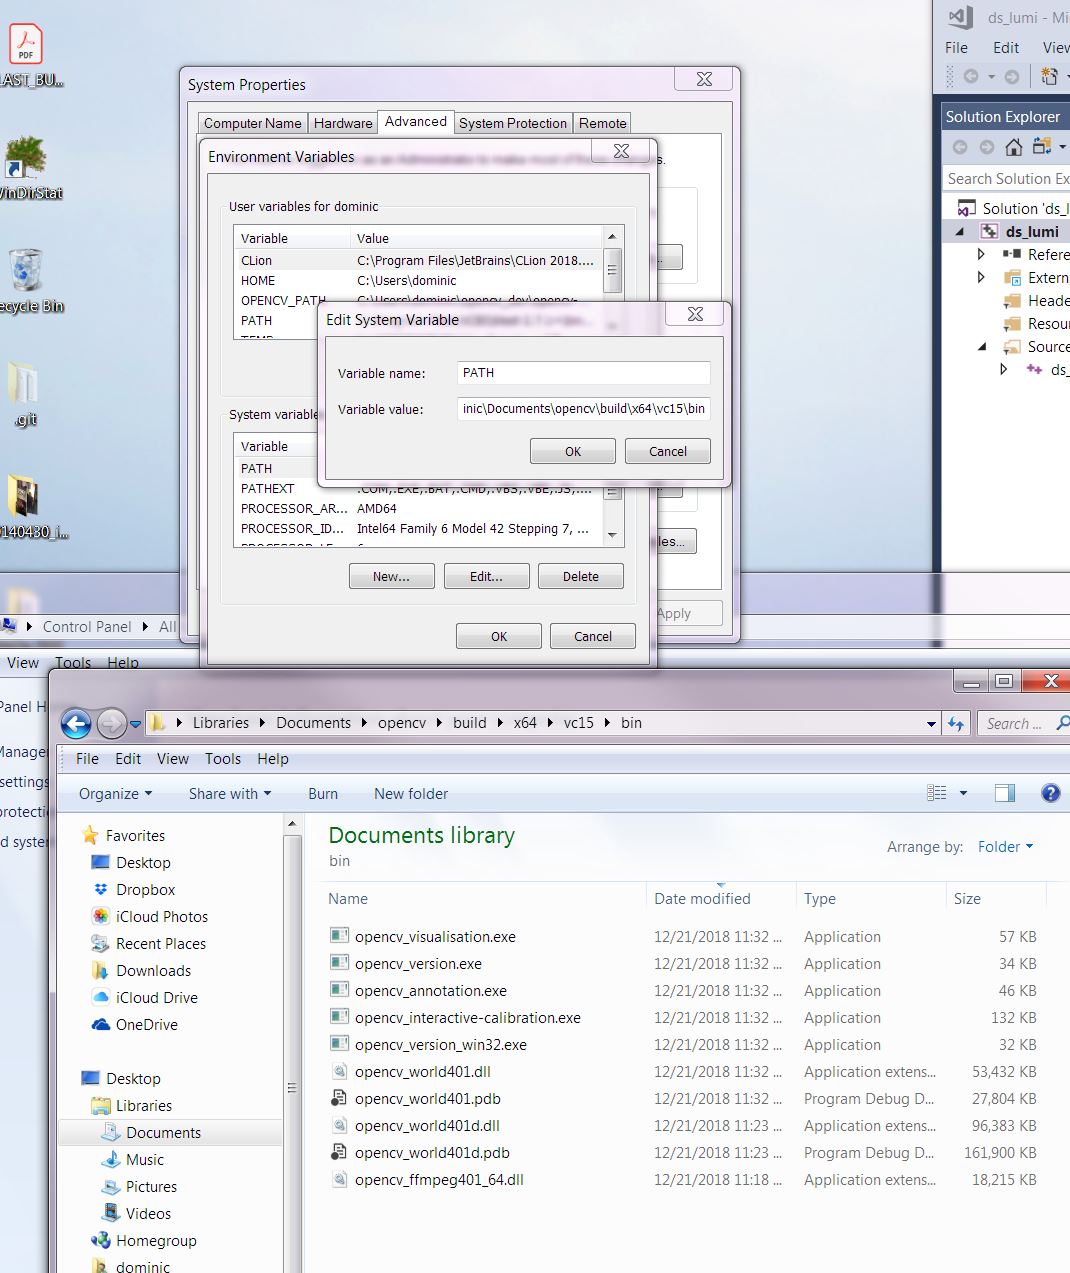 PDF
LAST_BU...
WinDirStat
Recycle Bin
.git
140430_i...
ds_lumi - Mi
File Edit View
Solution Explorer
Search Solution Ex
Solution 'ds_l
ds_lumi
Refere
Extern
Heade
Resou
Source
ds_
System Properties
Computer Name Hardware Advanced System Protection Remote
Environment Variables
User variables for dominic
Variable Value
CLion C:\Program Files\JetBrains\CLion 2018....
HOME C:\Users\dominic
OPENCV_PATH C:\Users\dominic\opencv_dev\opencv-
PATH
TEMP
Edit System Variable
Variable name: PATH
Variable value: inic\Documents\opencv\build\x64\vc15\bin
OK Cancel
System variable
Variable
PATH
PATHEXT .COM;.EXE;.BAT;.CMD;.VBS;.VBE;.JS;....
PROCESSOR_AR... AMD64
PROCESSOR_ID... Intel64 Family 6 Model 42 Stepping 7, ...
New... Edit... Delete
les...
Apply
OK Cancel
Control Panel All
View Tools Help
Panel H
Manager
settings
protectio
d system
Libraries Documents opencv build x64 vc15 bin
Search ...
File Edit View Tools Help
Organize Share with Burn New folder
Favorites
Desktop
Dropbox
iCloud Photos
Recent Places
Downloads
iCloud Drive
OneDrive
Desktop
Libraries
Documents
Music
Pictures
Videos
Homegroup
dominic
Documents library
bin
Arrange by: Folder
Name Date modified Type Size
opencv_visualisation.exe 12/21/2018 11:32 ... Application 57 KB
opencv_version.exe 12/21/2018 11:32 ... Application 34 KB
opencv_annotation.exe 12/21/2018 11:32 ... Application 46 KB
opencv_interactive-calibration.exe 12/21/2018 11:32 ... Application 132 KB
opencv_version_win32.exe 12/21/2018 11:32 ... Application 32 KB
opencv_world401.dll 12/21/2018 11:32 ... Application extens... 53,432 KB
opencv_world401.pdb 12/21/2018 11:32 ... Program Debug D... 27,804 KB
opencv_world401d.dll 12/21/2018 11:23 ... Application extens... 96,383 KB
opencv_world401d.pdb 12/21/2018 11:23 ... Program Debug D... 161,900 KB
opencv_ffmpeg401_64.dll 12/21/2018 11:18 ... Application extens... 18,215 KB